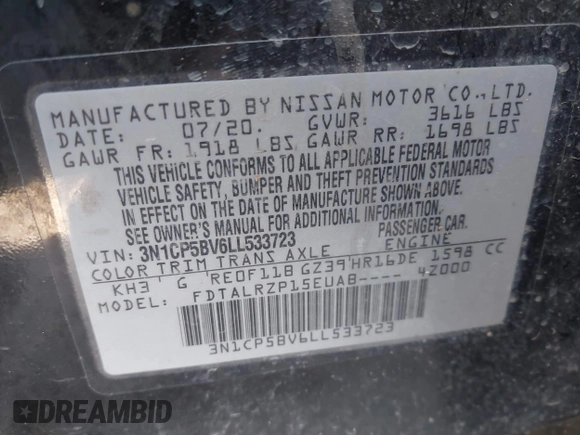 MANUFACTURED BY NISSAN MOTOR CO., LTD.
DATE: 07/20. GVWR: 3616 LBS
GAWR FR: 1918 LBS GAWR RR: 1698 LBS
THIS VEHICLE CONFORMS TO ALL APPLICABLE FEDERAL MOTOR
VEHICLE SAFETY, BUMPER AND THEFT PREVENTION STANDARDS
IN EFFECT ON THE DATE OF MANUFACTURE SHOWN ABOVE.
SEE OWNER'S MANUAL FOR ADDITIONAL INFORMATION.
VIN: 3N1CP5BV6LL533723 PASSENGER CAR.
COLOR TRIM TRANS AXLE ENGINE
KH3 G RE0F11B GZ39 HR16DE 1598 CC
MODEL: FDTALRZP15EUAB---- 4Z000
3N1CP5BV6LL533723
DREAMBID